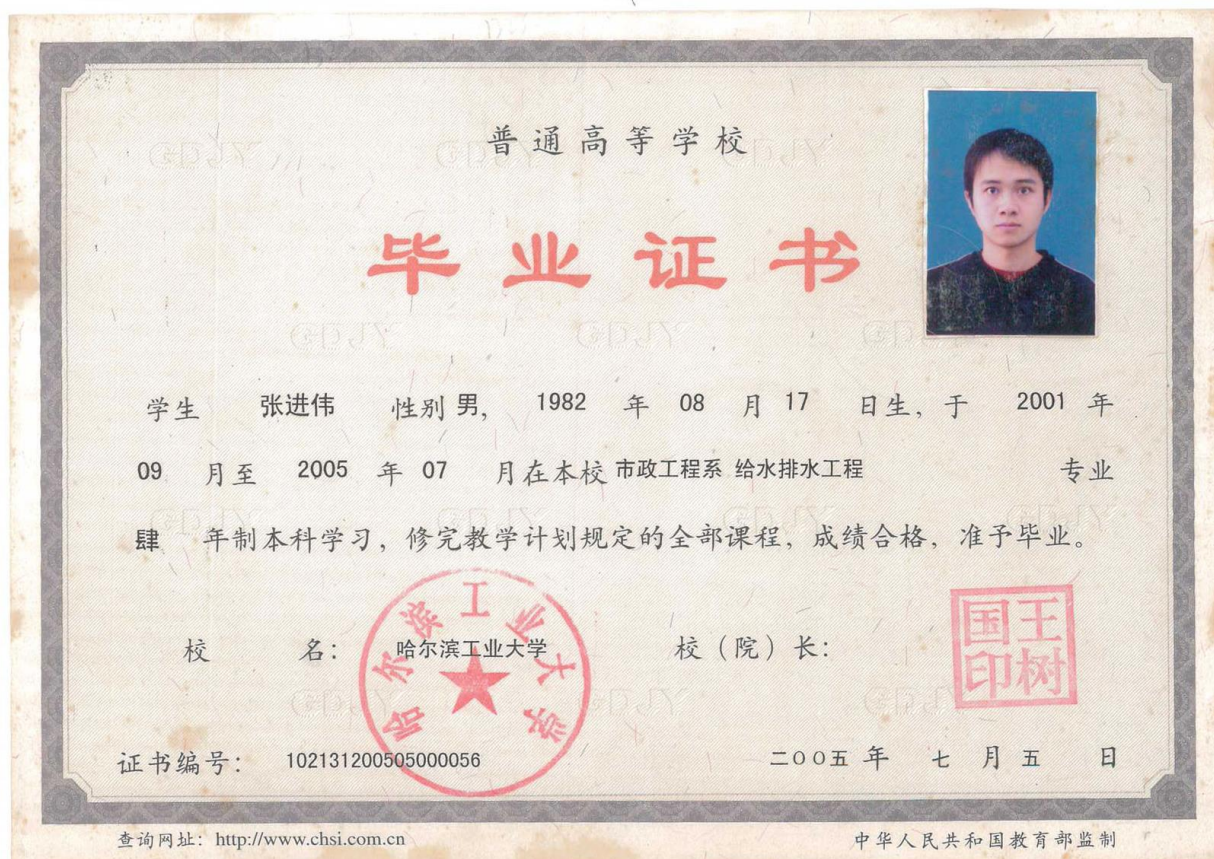 普通高等学校
毕业证书
学生 张进伟 性别 男, 1982 年 08 月 17 日生, 于 2001 年
09 月至 2005 年 07 月在本校 市政工程系 给水排水工程 专业
肆 年制本科学习, 修完教学计划规定的全部课程, 成绩合格, 准予毕业。
校 名: 哈尔滨工业大学 校(院)长:
哈尔滨工业大学
王树国印
证书编号: 102131200505000056 二〇〇五 年 七 月 五 日
查询网址: http://www.chsi.com.cn 中华人民共和国教育部监制